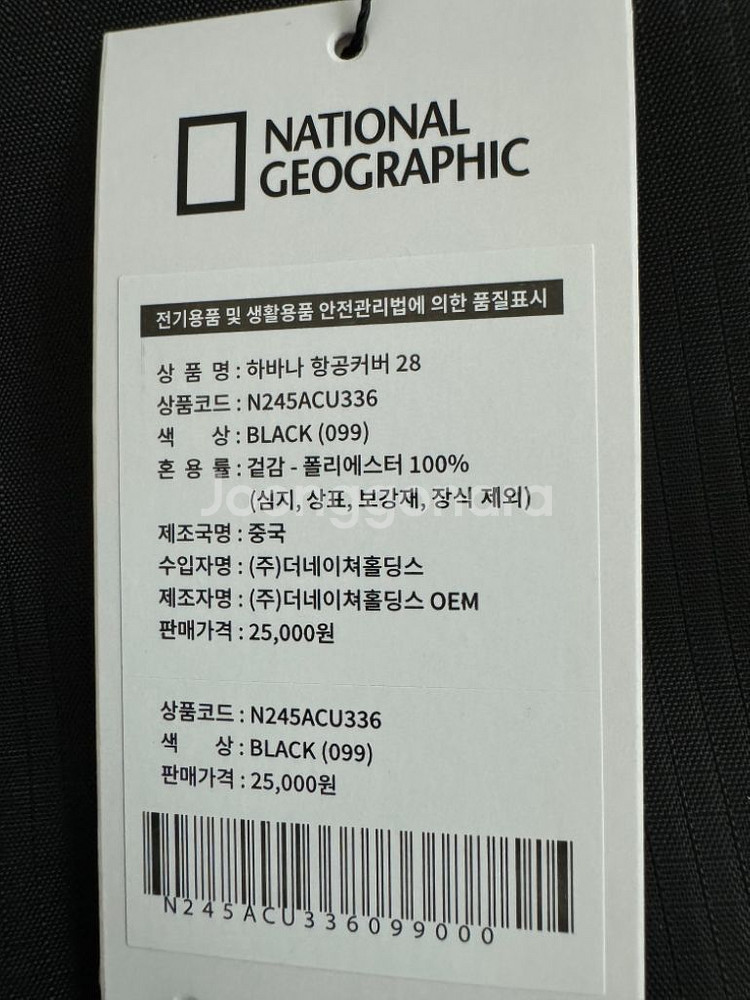 NATIONAL
GEOGRAPHIC
전기용품 및 생활용품 안전관리법에 의한 품질표시
상 품 명 : 하바나 항공커버 28
상품코드 : N245ACU336
색 상 : BLACK (099)
혼 용 률 : 겉감 - 폴리에스터 100%
(심지, 상표, 보강재, 장식 제외)
Joonggonara
제조국명 : 중국
수입자명 : (주)더네이쳐홀딩스
제조자명 : (주)더네이쳐홀딩스 OEM
판매가격 : 25,000원
상품코드 : N245ACU336
색 상 : BLACK (099)
판매가격 : 25,000원
N245ACU336099000